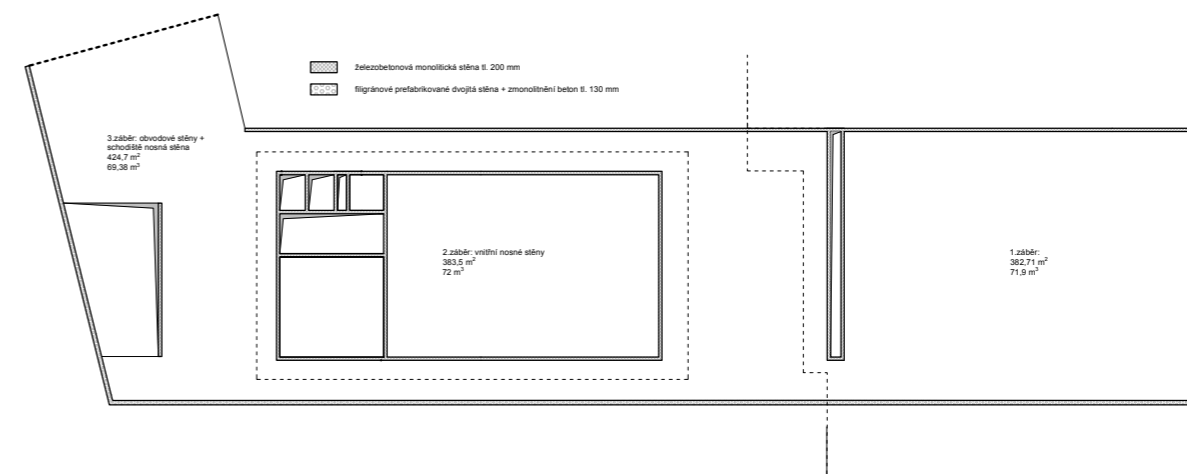 železobetonová monolitická stěna tl. 200 mm
filigránové prefabrikované dvojitá stěna + zmonolitnění beton tl. 130 mm
3.záběr: obvodové stěny +
schodiště nosná stěna
424,7 m²
69,38 m³
2.záběr: vnitřní nosné stěny
383,5 m²
72 m³
1.záběr:
382,71 m²
71,9 m³